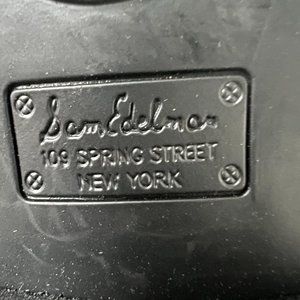 Sam Edelman
109 SPRING STREET
NEW YORK